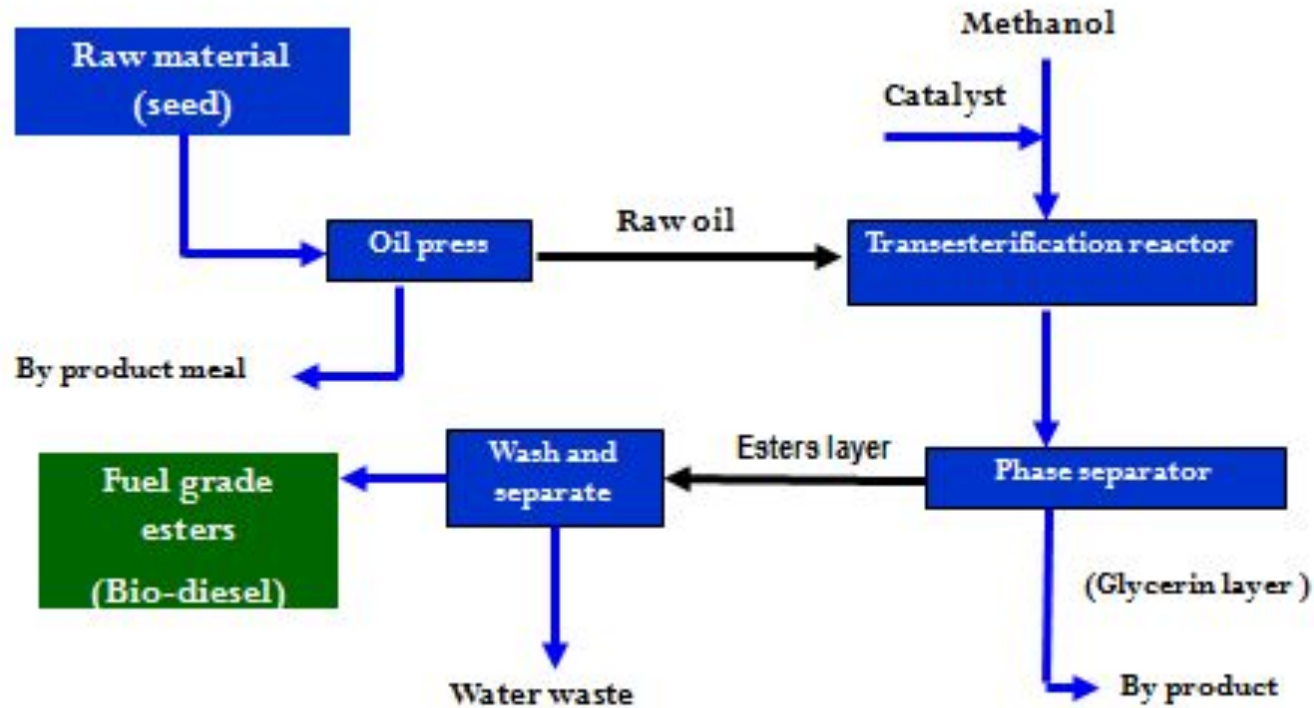 Raw material
(seed)
Methanol
Catalyst
Oil press
Raw oil
Transesterification reactor
By product meal
Fuel grade
esters
(Bio-diesel)
Wash and
separate
Esters layer
Phase separator
(Glycerin layer )
Water waste
By product